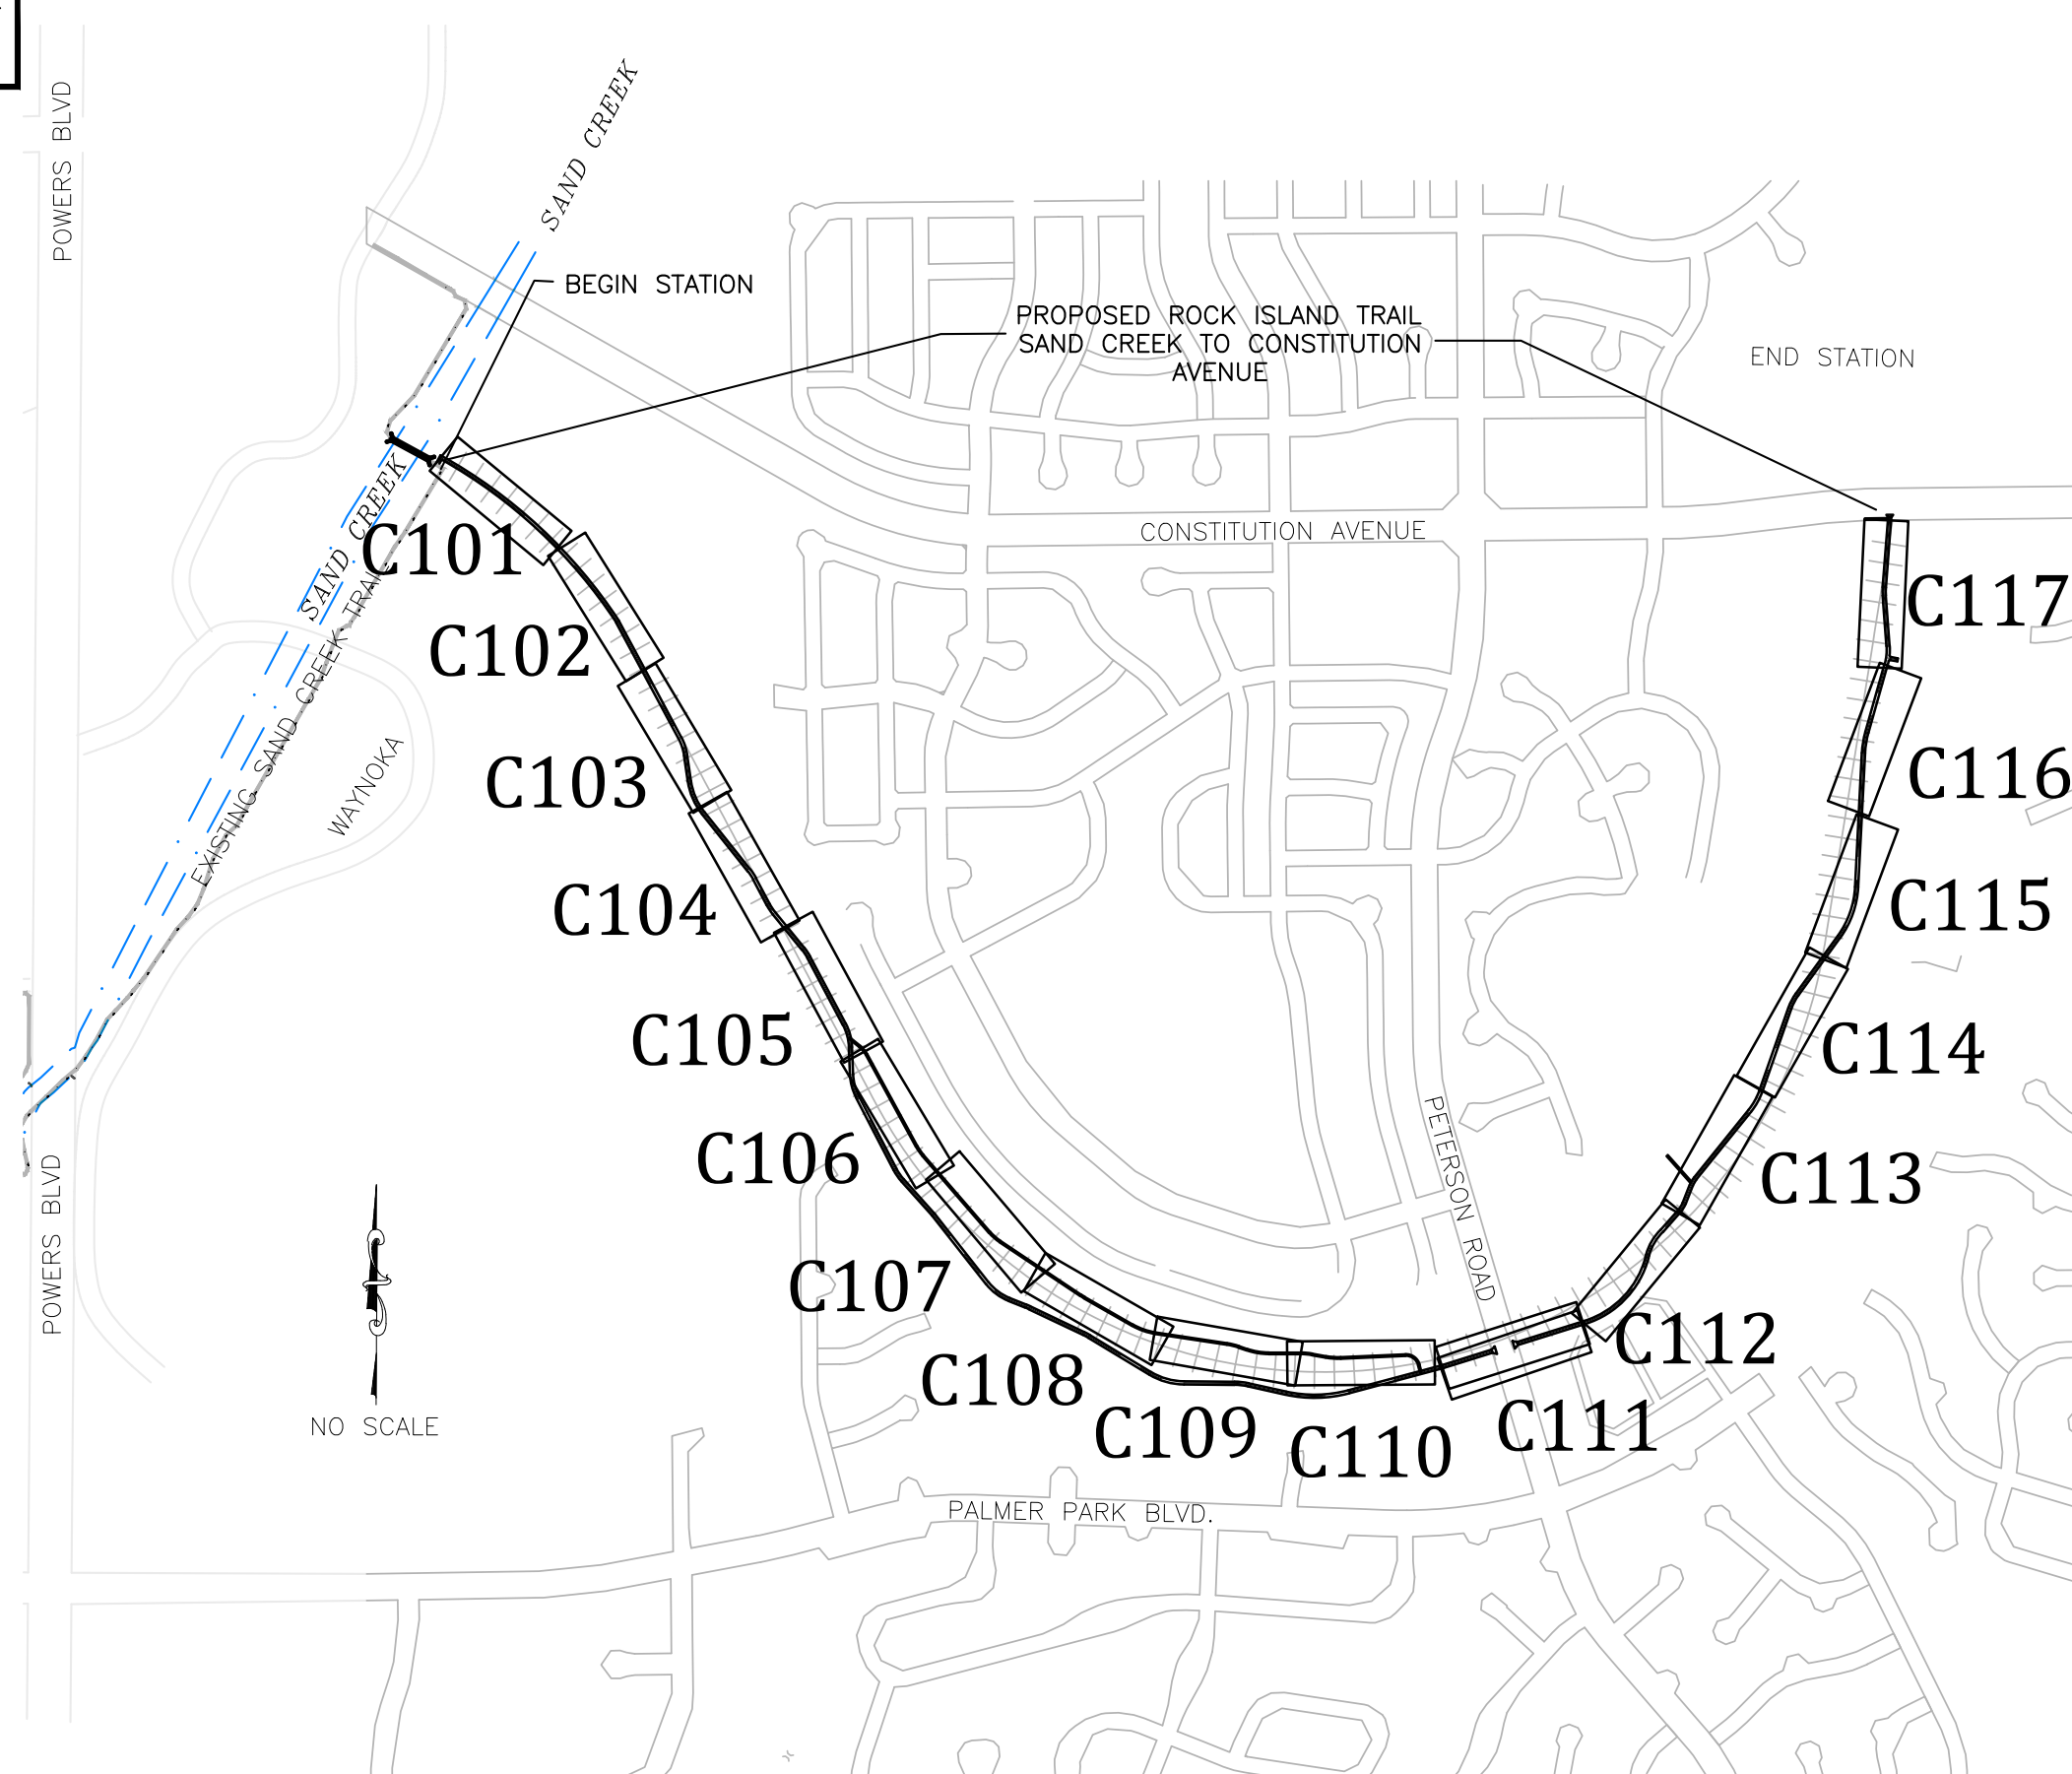 POWERS BLVD
SAND CREEK
BEGIN STATION
PROPOSED ROCK ISLAND TRAIL
SAND CREEK TO CONSTITUTION
AVENUE
END STATION
SAND CREEK
EXISTING SAND CREEK TRAIL
WAYNOKA
CONSTITUTION AVENUE
C101
C102
C103
C104
C105
C106
C107
C108
C109
C110
C111
C112
C113
C114
C115
C116
C117
PETERSON ROAD
POWERS BLVD
NO SCALE
PALMER PARK BLVD.